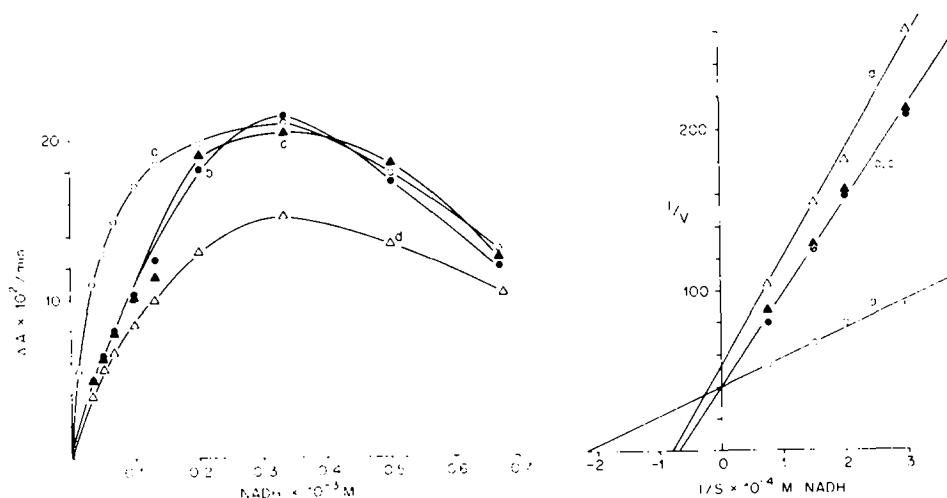 20
10
ΔA × 10²/min
c
b
c
d
0.1 0.2 0.3 0.4 0.5 0.6 0.7
NADH × 10⁻³ M
200
100
1/V
-2 -1 0 1 2 3
1/S × 10⁻⁴ M NADH